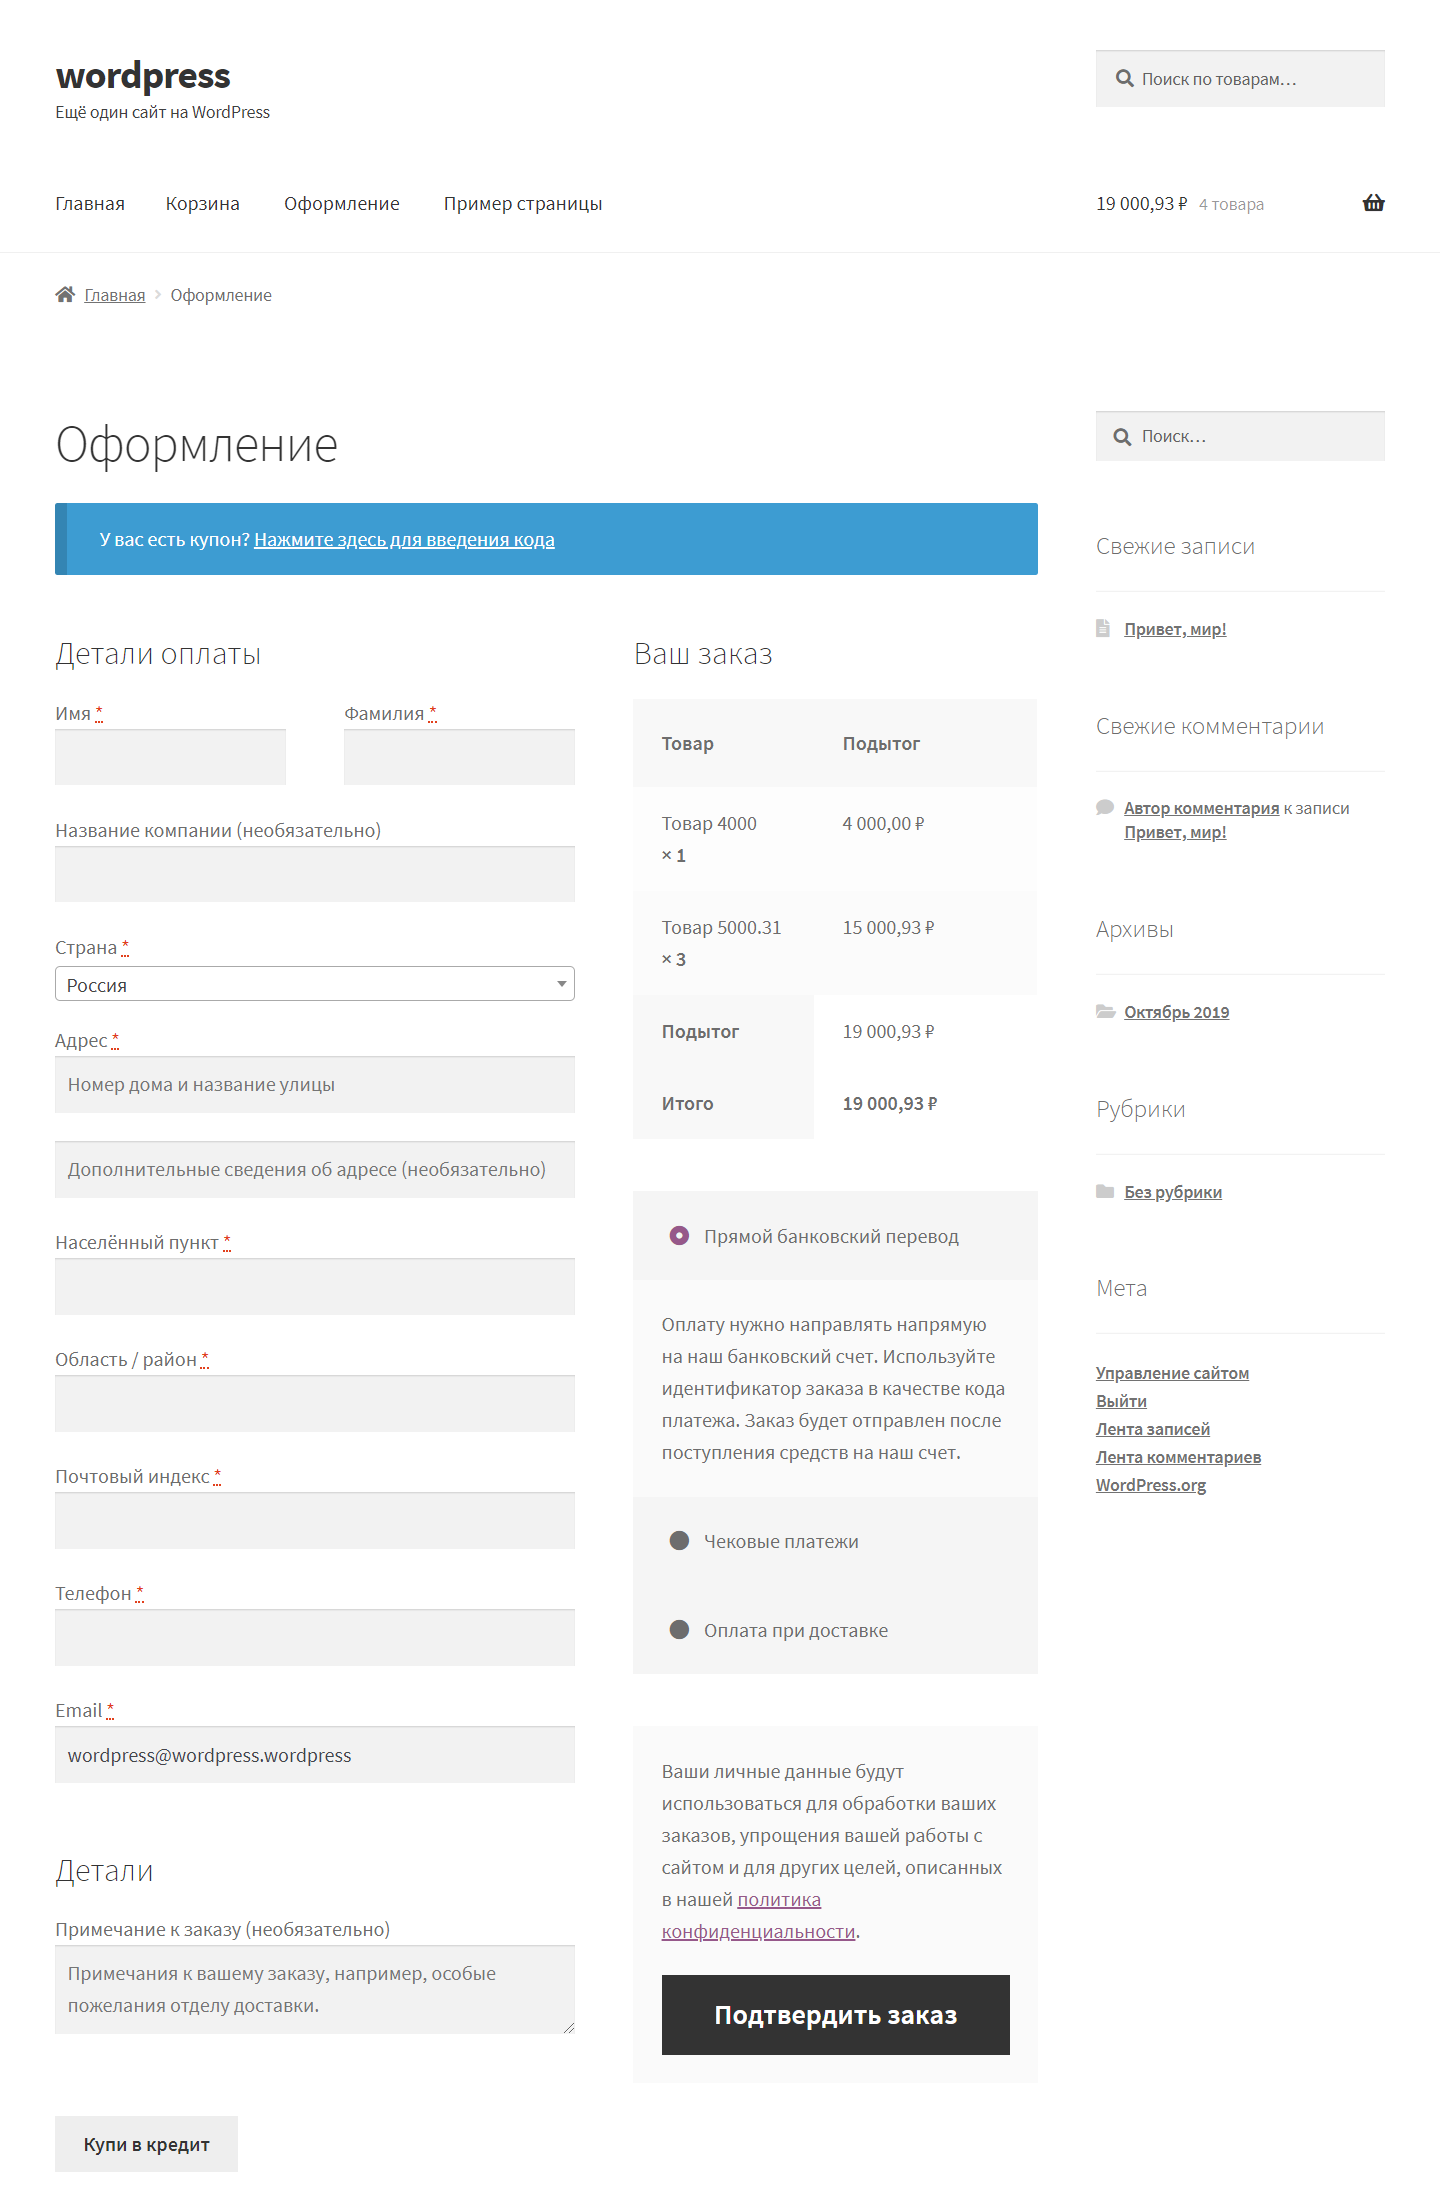 wordpress
Ещё один сайт на WordPress
Поиск по товарам…
Главная Корзина Оформление Пример страницы
19 000,93 ₽ 4 товара
Главная Оформление
Оформление
У вас есть купон? Нажмите здесь для введения кода
Детали оплаты
Имя *
Фамилия *
Название компании (необязательно)
Страна *
Россия
Адрес *
Номер дома и название улицы
Дополнительные сведения об адресе (необязательно)
Населённый пункт *
Область / район *
Почтовый индекс *
Телефон *
Email *
wordpress@wordpress.wordpress
Детали
Примечание к заказу (необязательно)
Примечания к вашему заказу, например, особые
пожелания отделу доставки.
Купи в кредит
Ваш заказ
Товар Подытог
Товар 4000 4 000,00 ₽
× 1
Товар 5000.31 15 000,93 ₽
× 3
Подытог 19 000,93 ₽
Итого 19 000,93 ₽
Прямой банковский перевод
Оплату нужно направлять напрямую
на наш банковский счет. Используйте
идентификатор заказа в качестве кода
платежа. Заказ будет отправлен после
поступления средств на наш счет.
Чековые платежи
Оплата при доставке
Ваши личные данные будут
использоваться для обработки ваших
заказов, упрощения вашей работы с
сайтом и для других целей, описанных
в нашей политика
конфиденциальности.
Подтвердить заказ
Поиск…
Свежие записи
Привет, мир!
Свежие комментарии
Автор комментария к записи
Привет, мир!
Архивы
Октябрь 2019
Рубрики
Без рубрики
Мета
Управление сайтом
Выйти
Лента записей
Лента комментариев
WordPress.org